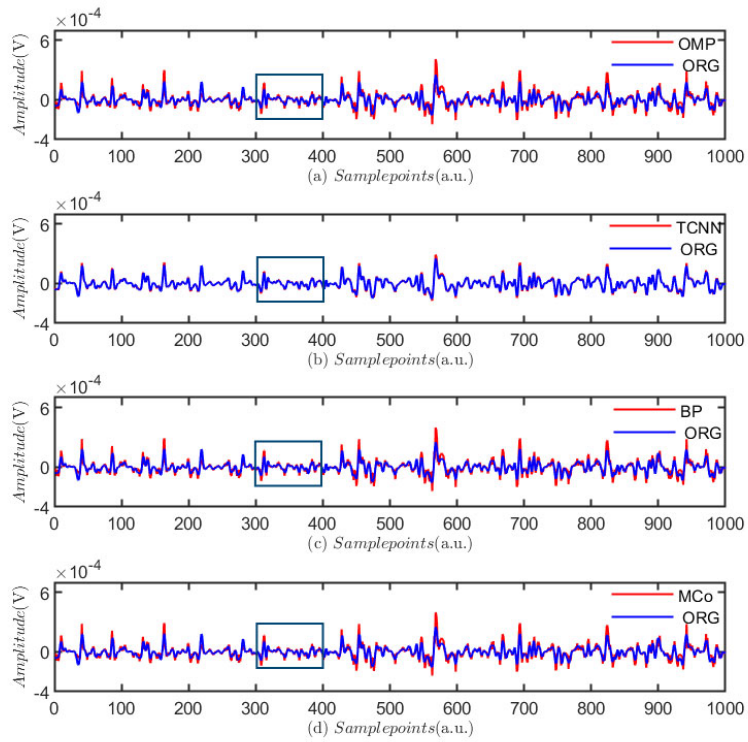 ×10^-4
6
OMP
ORG
0
-4
Amplitude(V)
0 100 200 300 400 500 600 700 800 900 1000
(a) Samplepoints(a.u.)
×10^-4
6
TCNN
ORG
0
-4
Amplitude(V)
0 100 200 300 400 500 600 700 800 900 1000
(b) Samplepoints(a.u.)
×10^-4
6
BP
ORG
0
-4
Amplitude(V)
0 100 200 300 400 500 600 700 800 900 1000
(c) Samplepoints(a.u.)
×10^-4
6
MCo
ORG
0
-4
Amplitude(V)
0 100 200 300 400 500 600 700 800 900 1000
(d) Samplepoints(a.u.)